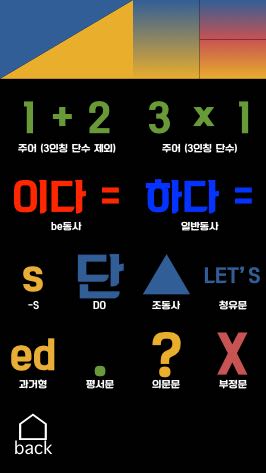 1 + 2
3 x 1
주어 (3인칭 단수 제외)
주어 (3인칭 단수)
이다 =
하다 =
be동사
일반동사
s
단
LET'S
-S
DO
조동사
청유문
ed
.
?
X
과거형
평서문
의문문
부정문
back